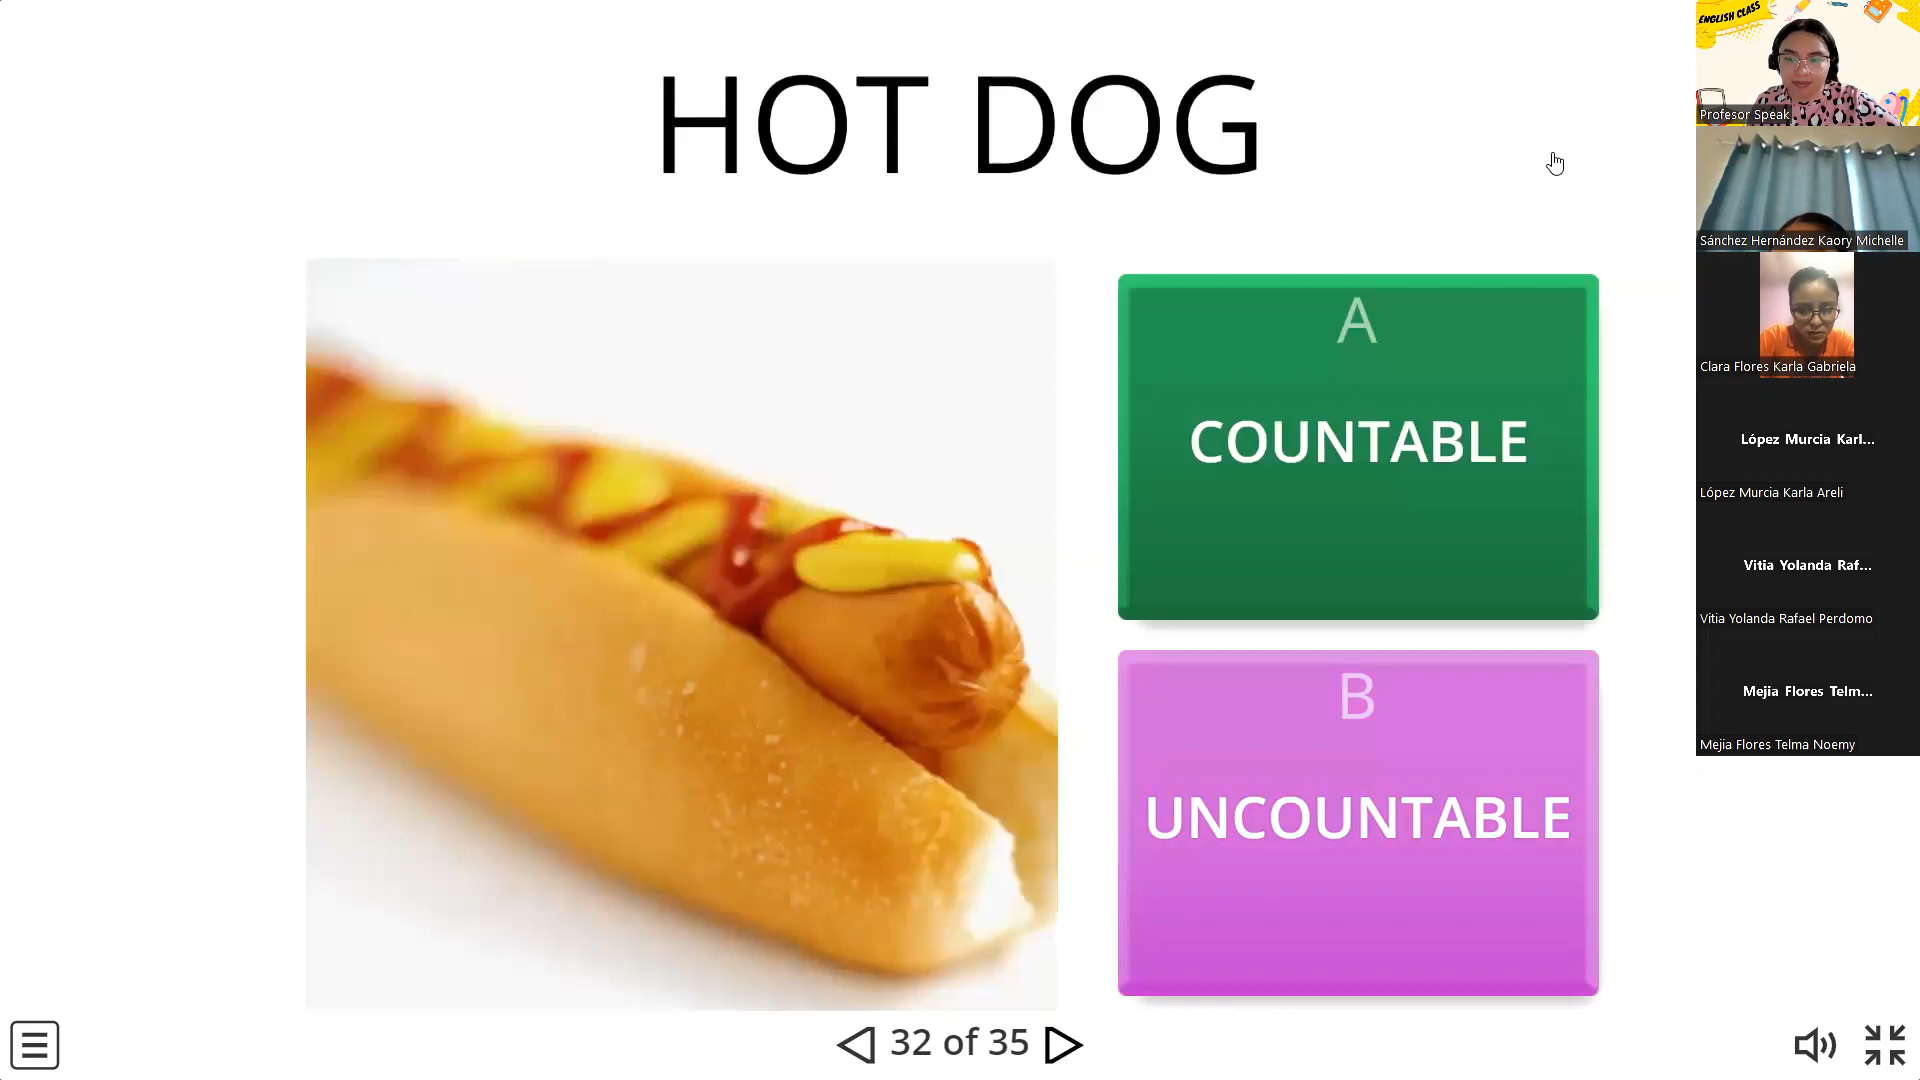 HOT DOG
A
COUNTABLE
B
UNCOUNTABLE
32 of 35
ENGLISH CLASS
Profesor Speak
Sánchez Hernández Kaory Michelle
Clara Flores Karla Gabriela
López Murcia Karl...
López Murcia Karla Areli
Vitia Yolanda Raf...
Vitia Yolanda Rafael Perdomo
Mejia Flores Telm...
Mejia Flores Telma Noemy